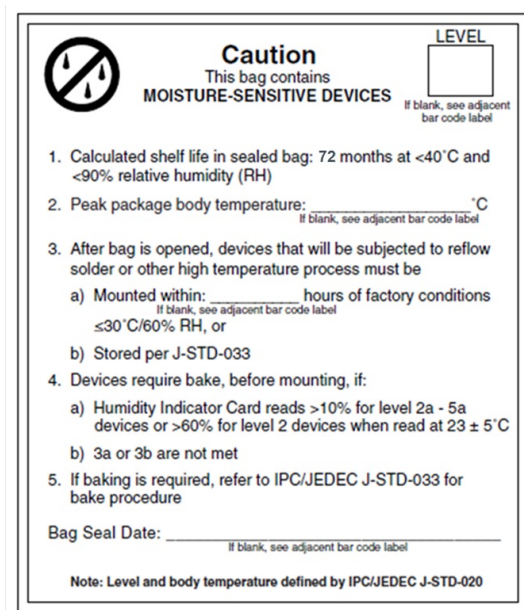 LEVEL
Caution
This bag contains
MOISTURE-SENSITIVE DEVICES
If blank, see adjacent
bar code label
1. Calculated shelf life in sealed bag: 72 months at <40˚C and
<90% relative humidity (RH)
2. Peak package body temperature: ____________________˚C
If blank, see adjacent bar code label
3. After bag is opened, devices that will be subjected to reflow
solder or other high temperature process must be
a) Mounted within: ___________ hours of factory conditions
If blank, see adjacent bar code label
≤30˚C/60% RH, or
b) Stored per J-STD-033
4. Devices require bake, before mounting, if:
a) Humidity Indicator Card reads >10% for level 2a - 5a
devices or >60% for level 2 devices when read at 23 ± 5˚C
b) 3a or 3b are not met
5. If baking is required, refer to IPC/JEDEC J-STD-033 for
bake procedure
Bag Seal Date: __________________________________________
If blank, see adjacent bar code label
Note: Level and body temperature defined by IPC/JEDEC J-STD-020